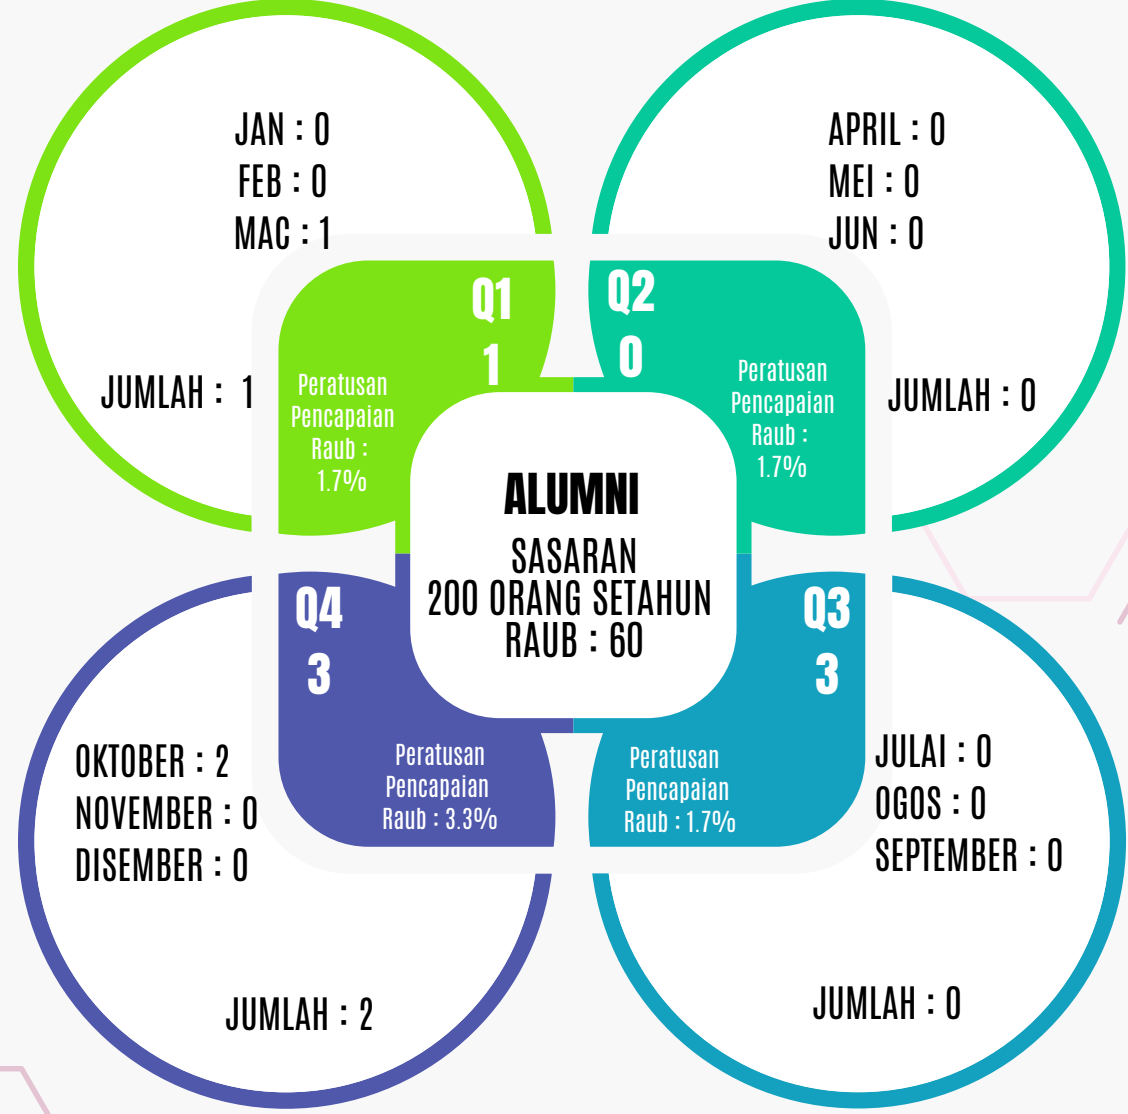 JAN : 0
FEB : 0
MAC : 1
JUMLAH : 1
Q1
1
Peratusan
Pencapaian
Raub :
1.7%
APRIL : 0
MEI : 0
JUN : 0
JUMLAH : 0
Q2
0
Peratusan
Pencapaian
Raub :
1.7%
ALUMNI
SASARAN
200 ORANG SETAHUN
RAUB : 60
Q4
3
Peratusan
Pencapaian
Raub : 3.3%
OKTOBER : 2
NOVEMBER : 0
DISEMBER : 0
JUMLAH : 2
Q3
3
Peratusan
Pencapaian
Raub : 1.7%
JULAI : 0
OGOS : 0
SEPTEMBER : 0
JUMLAH : 0